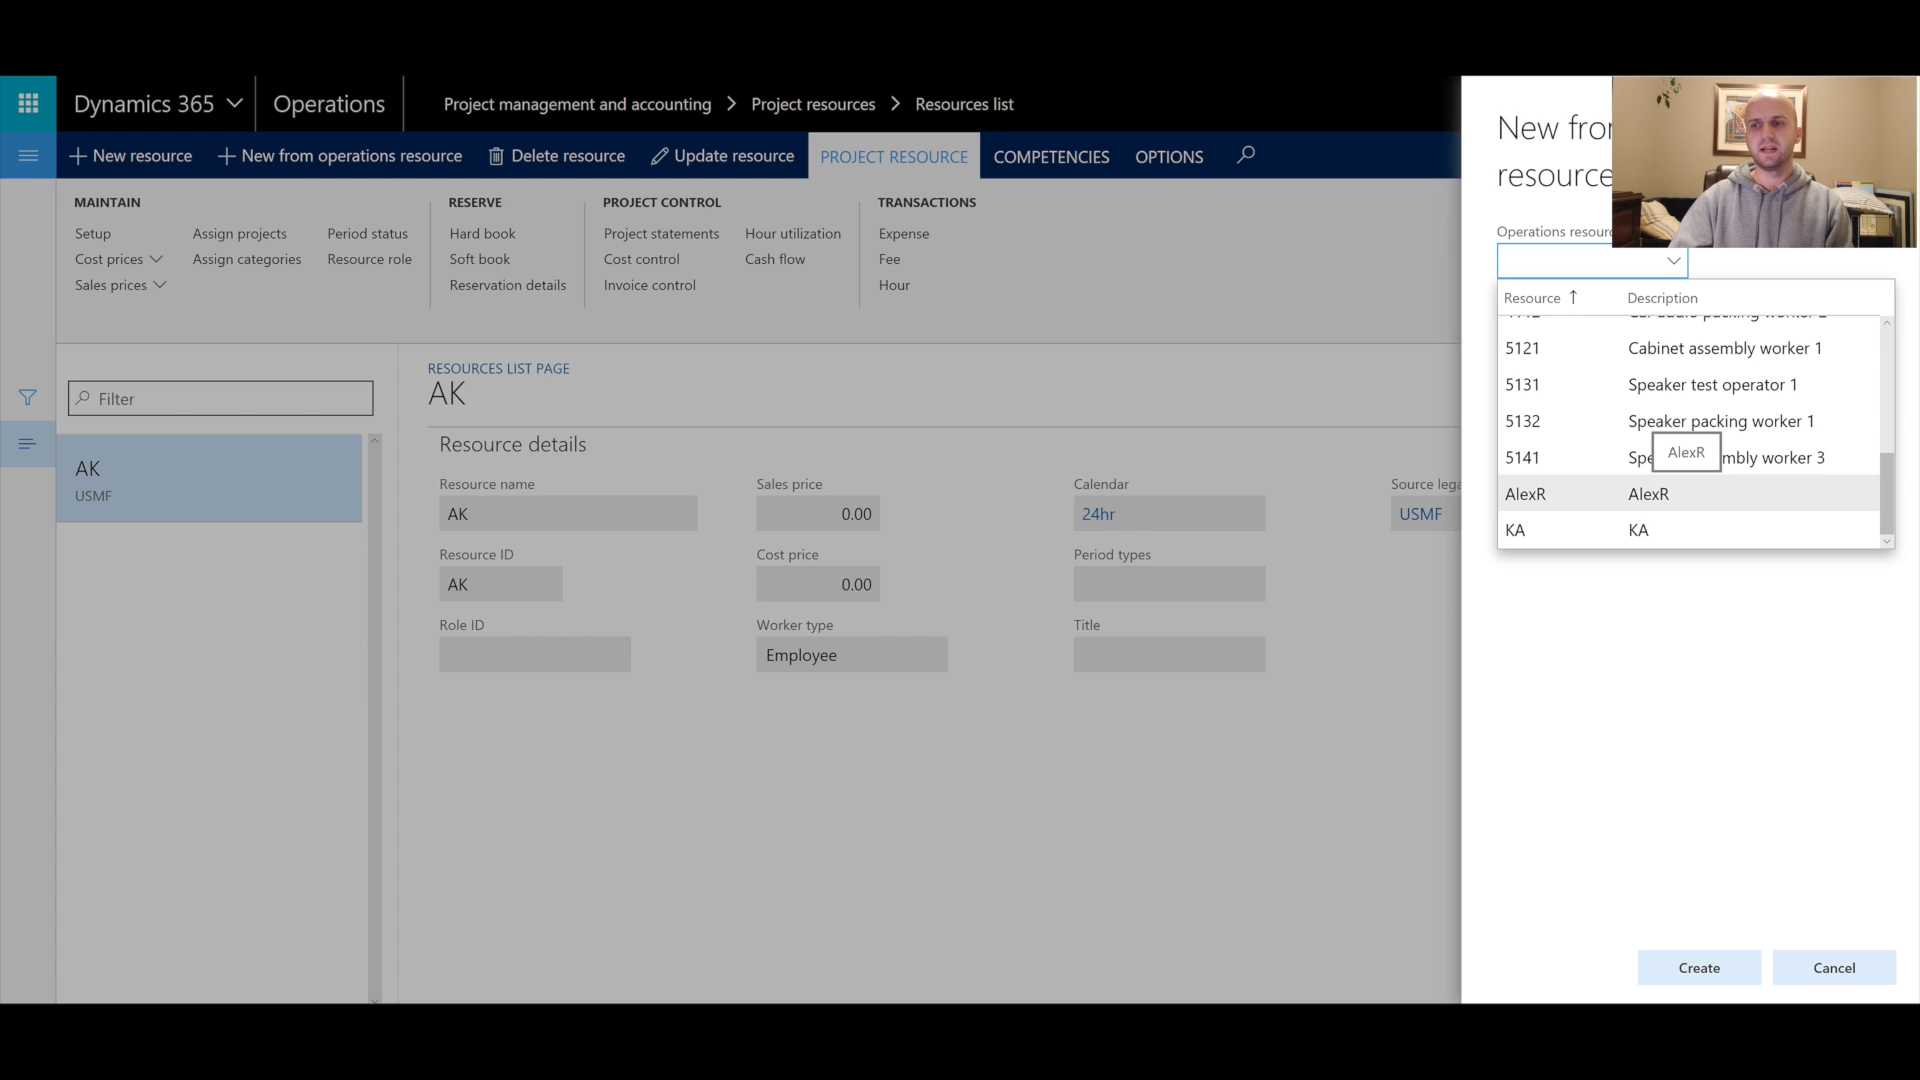 Dynamics 365
Operations
Project management and accounting > Project resources > Resources list
New resource
New from operations resource
Delete resource
Update resource
PROJECT RESOURCE
COMPETENCIES
OPTIONS
MAINTAIN
Setup
Cost prices
Sales prices
Assign projects
Assign categories
Period status
Resource role
RESERVE
Hard book
Soft book
Reservation details
PROJECT CONTROL
Project statements
Cost control
Invoice control
Hour utilization
Cash flow
TRANSACTIONS
Expense
Fee
Hour
Filter
AK
USMF
RESOURCES LIST PAGE
AK
Resource details
Resource name
AK
Resource ID
AK
Role ID
Sales price
0.00
Cost price
0.00
Worker type
Employee
Calendar
24hr
Period types
Title
Source lega
USMF
New fro
resource
Operations resourc
Resource Description
5121 Cabinet assembly worker 1
5131 Speaker test operator 1
5132 Speaker packing worker 1
5141 Spe mbly worker 3
AlexR
AlexR AlexR
KA KA
Create
Cancel